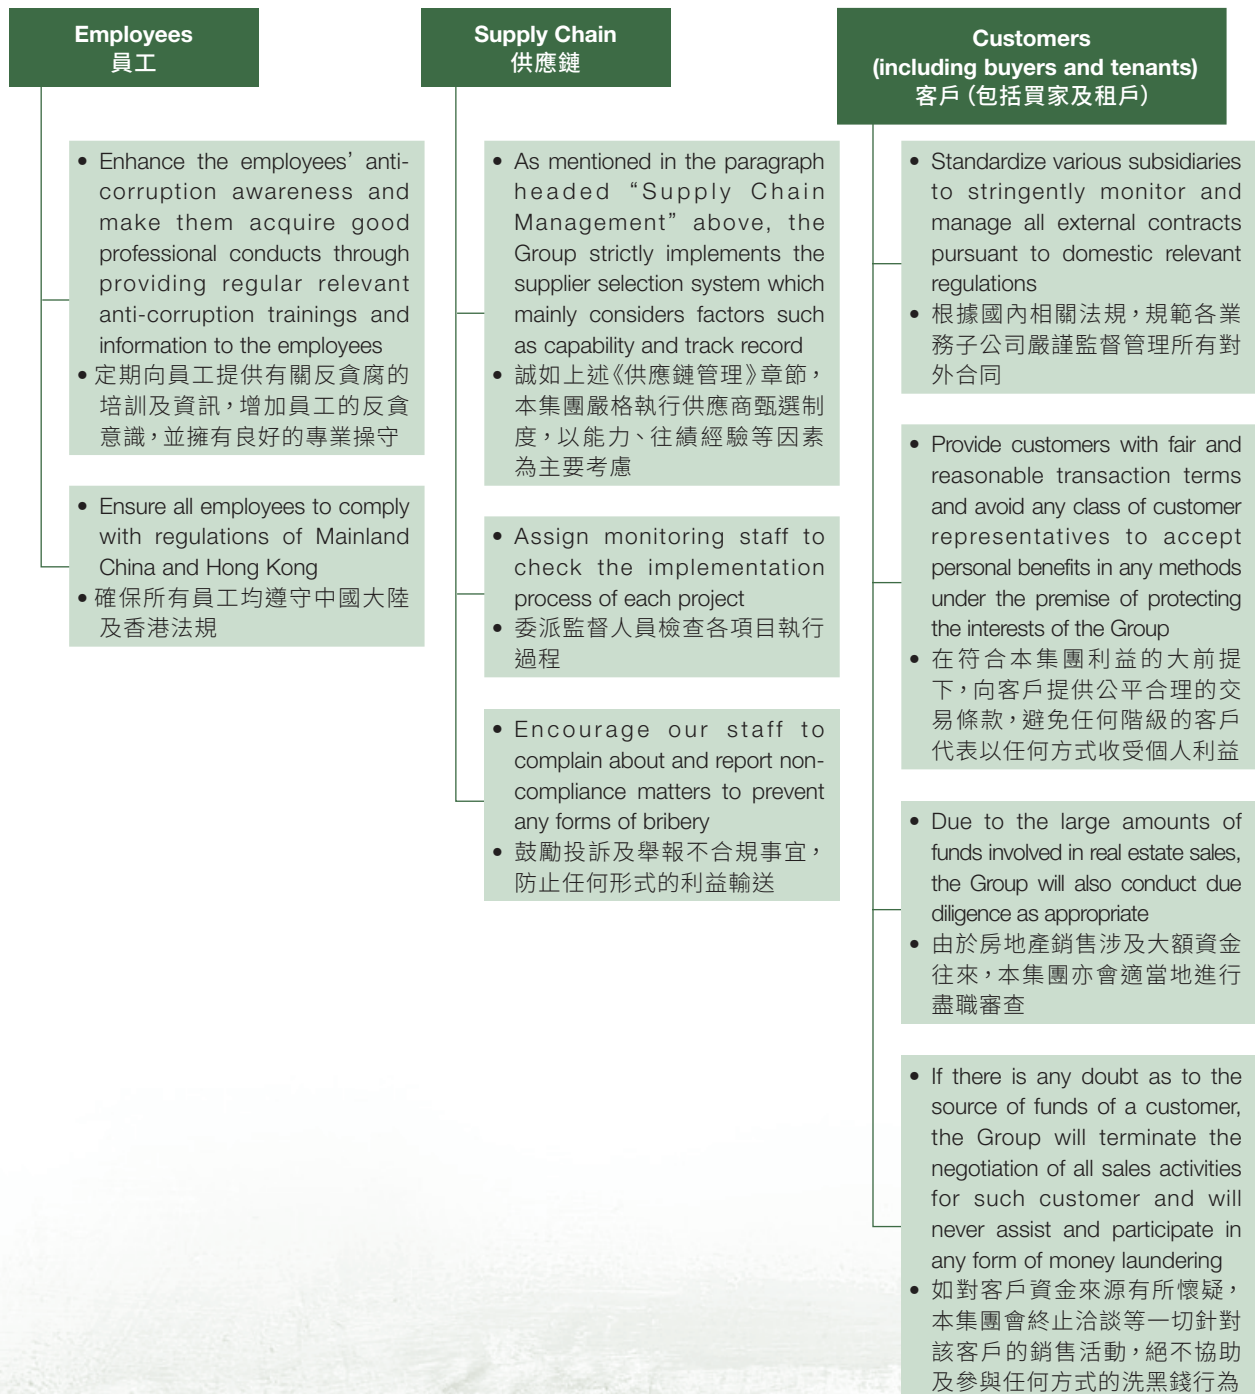 Employees
員工
Enhance the employees’ anti-
corruption awareness and
make them acquire good
professional conducts through
providing regular relevant
anti-corruption trainings and
information to the employees
定期向員工提供有關反貪腐的
培訓及資訊，增加員工的反貪
意識，並擁有良好的專業操守
Ensure all employees to comply
with regulations of Mainland
China and Hong Kong
確保所有員工均遵守中國大陸
及香港法規
Supply Chain
供應鏈
As mentioned in the paragraph
headed “Supply Chain
Management” above, the
Group strictly implements the
supplier selection system which
mainly considers factors such
as capability and track record
誠如上述《供應鏈管理》章節，
本集團嚴格執行供應商甄選制
度，以能力、往績經驗等因素
為主要考慮
Assign monitoring staff to
check the implementation
process of each project
委派監督人員檢查各項目執行
過程
Encourage our staff to
complain about and report non-
compliance matters to prevent
any forms of bribery
鼓勵投訴及舉報不合規事宜，
防止任何形式的利益輸送
Customers
(including buyers and tenants)
客戶（包括買家及租戶）
Standardize various subsidiaries
to stringently monitor and
manage all external contracts
pursuant to domestic relevant
regulations
根據國內相關法規，規範各業
務子公司嚴謹監督管理所有對
外合同
Provide customers with fair and
reasonable transaction terms
and avoid any class of customer
representatives to accept
personal benefits in any methods
under the premise of protecting
the interests of the Group
在符合本集團利益的大前提
下，向客戶提供公平合理的交
易條款，避免任何階級的客戶
代表以任何方式收受個人利益
Due to the large amounts of
funds involved in real estate sales,
the Group will also conduct due
diligence as appropriate
由於房地產銷售涉及大額資金
往來，本集團亦會適當地進行
盡職審查
If there is any doubt as to the
source of funds of a customer,
the Group will terminate the
negotiation of all sales activities
for such customer and will
never assist and participate in
any form of money laundering
如對客戶資金來源有所懷疑，
本集團會終止洽談等一切針對
該客戶的銷售活動，絕不協助
及參與任何方式的洗黑錢行為